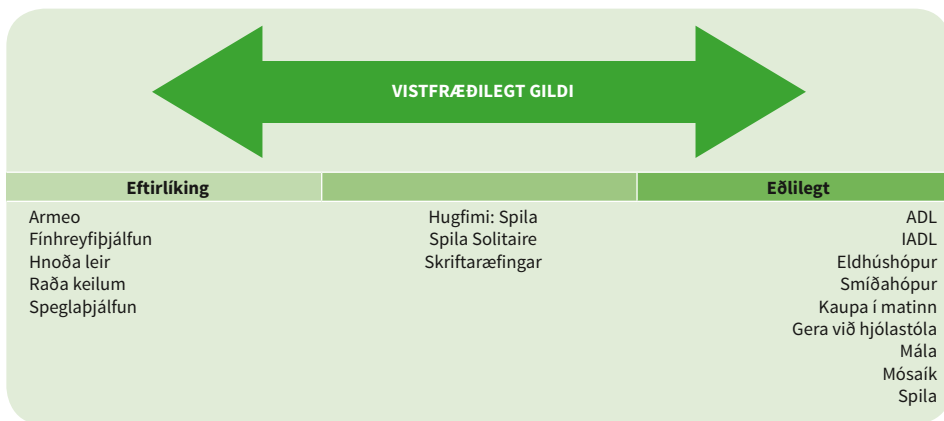 VISTFRÆÐILEGT GILDI
Eftirlíking
Eðlilegt
Armeo
Fínhreyfiþjálfun
Hnoða leir
Raða keilum
Speglaþjálfun
Hugfimi: Spila
Spila Solitaire
Skriftaræfingar
ADL
IADL
Eldhúshópur
Smíðahópur
Kaupa í matinn
Gera við hjólastóla
Mála
Mósaík
Spila